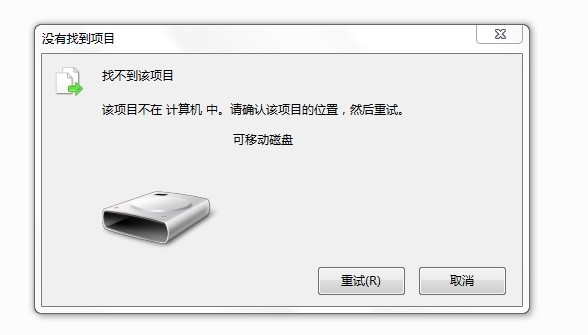 没有找到项目
找不到该项目
该项目不在 计算机 中。请确认该项目的位置，然后重试。
可移动磁盘
重试(R)
取消